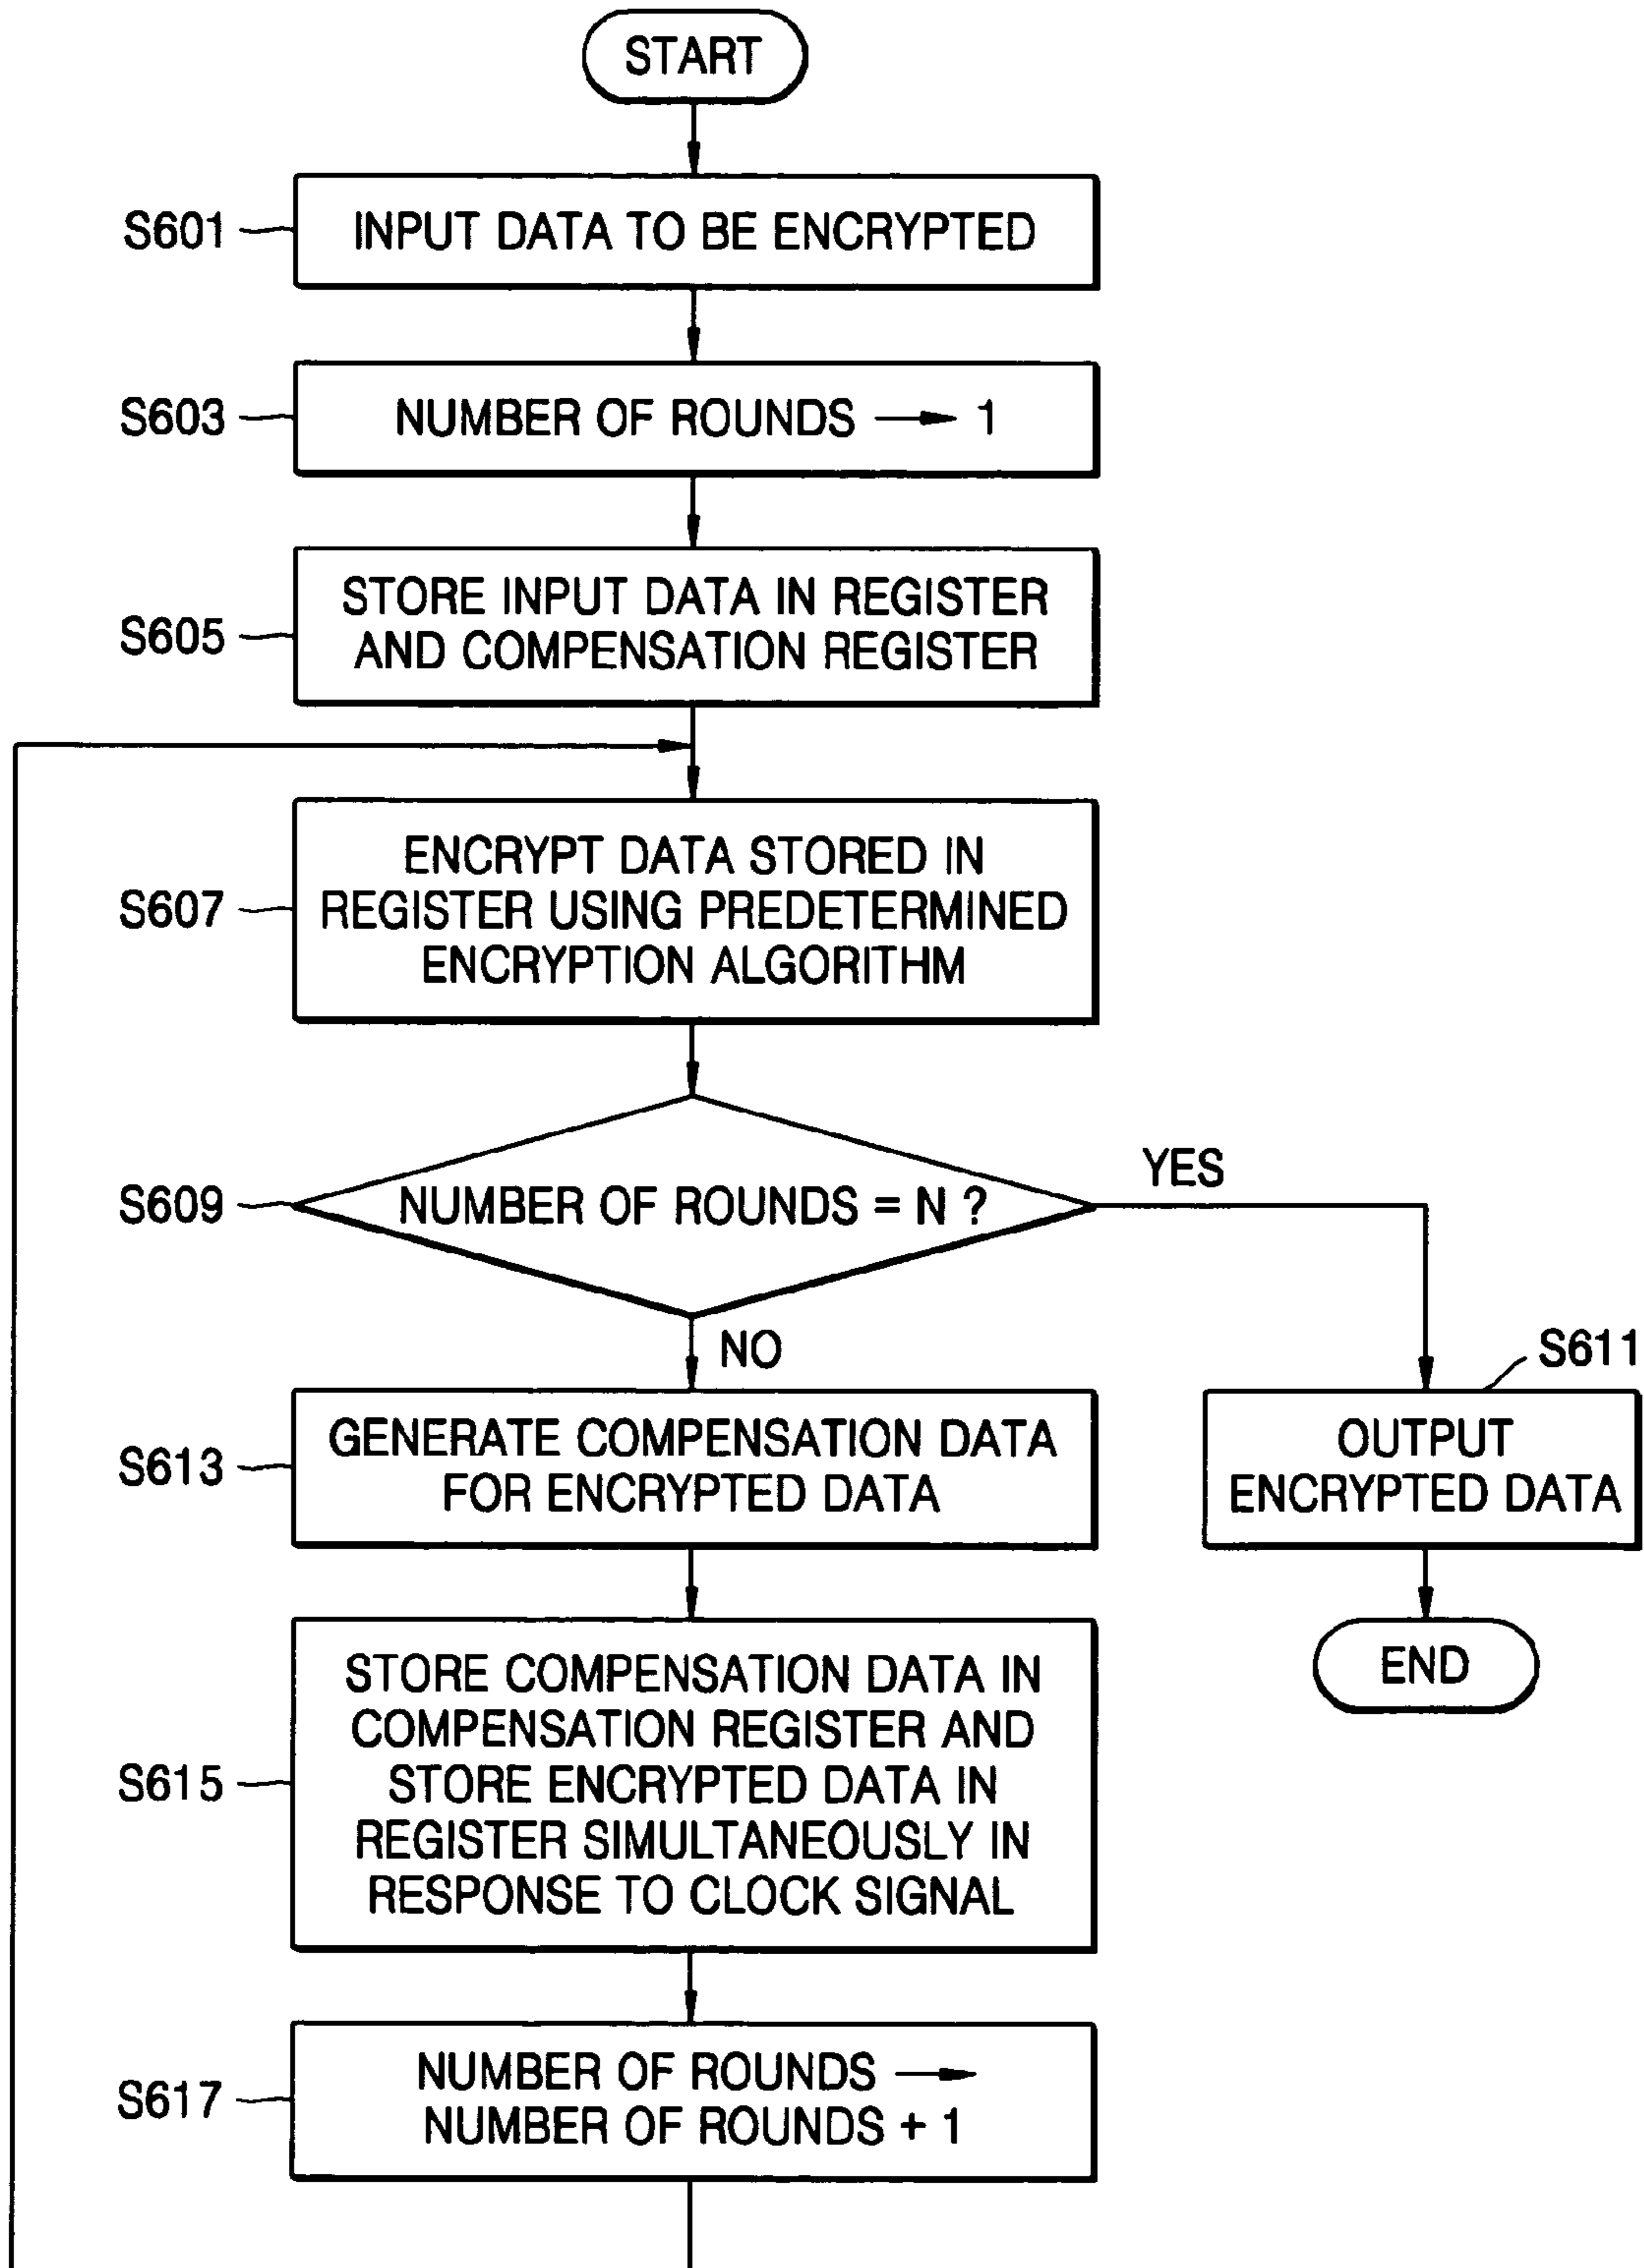 START
S601
INPUT DATA TO BE ENCRYPTED
S603
NUMBER OF ROUNDS → 1
S605
STORE INPUT DATA IN REGISTER
AND COMPENSATION REGISTER
S607
ENCRYPT DATA STORED IN
REGISTER USING PREDETERMINED
ENCRYPTION ALGORITHM
S609
NUMBER OF ROUNDS = N ?
YES
NO
S611
OUTPUT
ENCRYPTED DATA
END
S613
GENERATE COMPENSATION DATA
FOR ENCRYPTED DATA
S615
STORE COMPENSATION DATA IN
COMPENSATION REGISTER AND
STORE ENCRYPTED DATA IN
REGISTER SIMULTANEOUSLY IN
RESPONSE TO CLOCK SIGNAL
S617
NUMBER OF ROUNDS →
NUMBER OF ROUNDS + 1